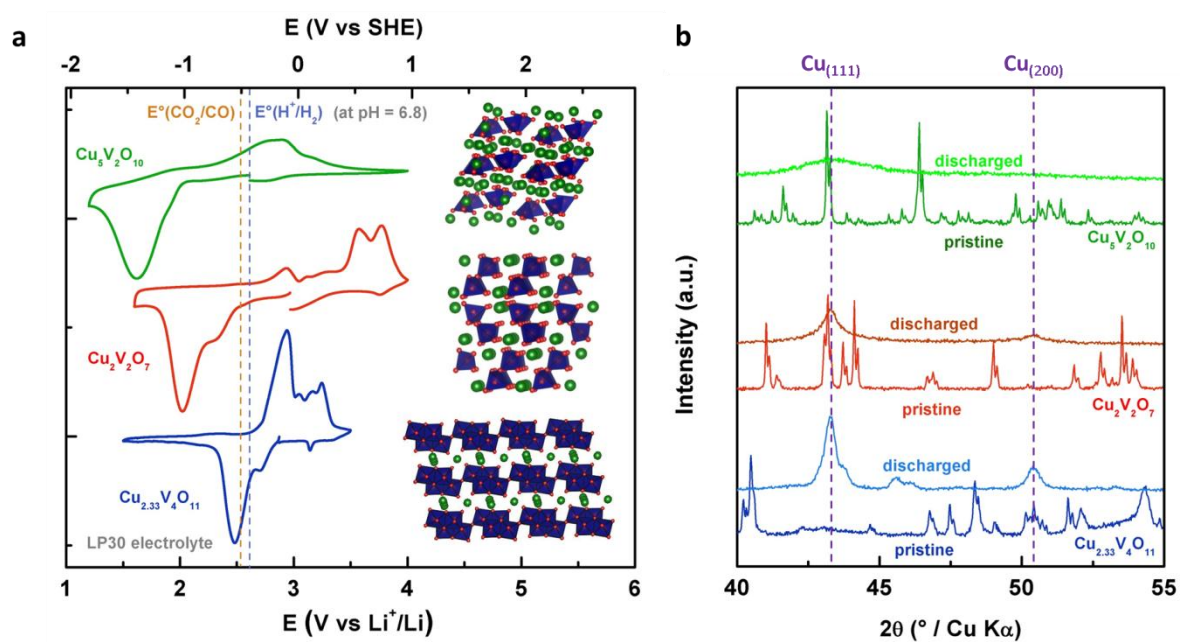 a
E (V vs SHE)
-2 -1 0 1 2
E°(CO₂/CO) E°(H⁺/H₂) (at pH = 6.8)
Cu₅V₂O₁₀
Cu₂V₂O₇
Cu₂.₃₃V₄O₁₁
LP30 electrolyte
1 2 3 4 5 6
E (V vs Li⁺/Li)
b
Cu₍₁₁₁₎ Cu₍₂₀₀₎
Intensity (a.u.)
discharged
pristine
Cu₅V₂O₁₀
discharged
pristine
Cu₂V₂O₇
discharged
pristine
Cu₂.₃₃V₄O₁₁
40 45 50 55
2θ (° / Cu Kα)